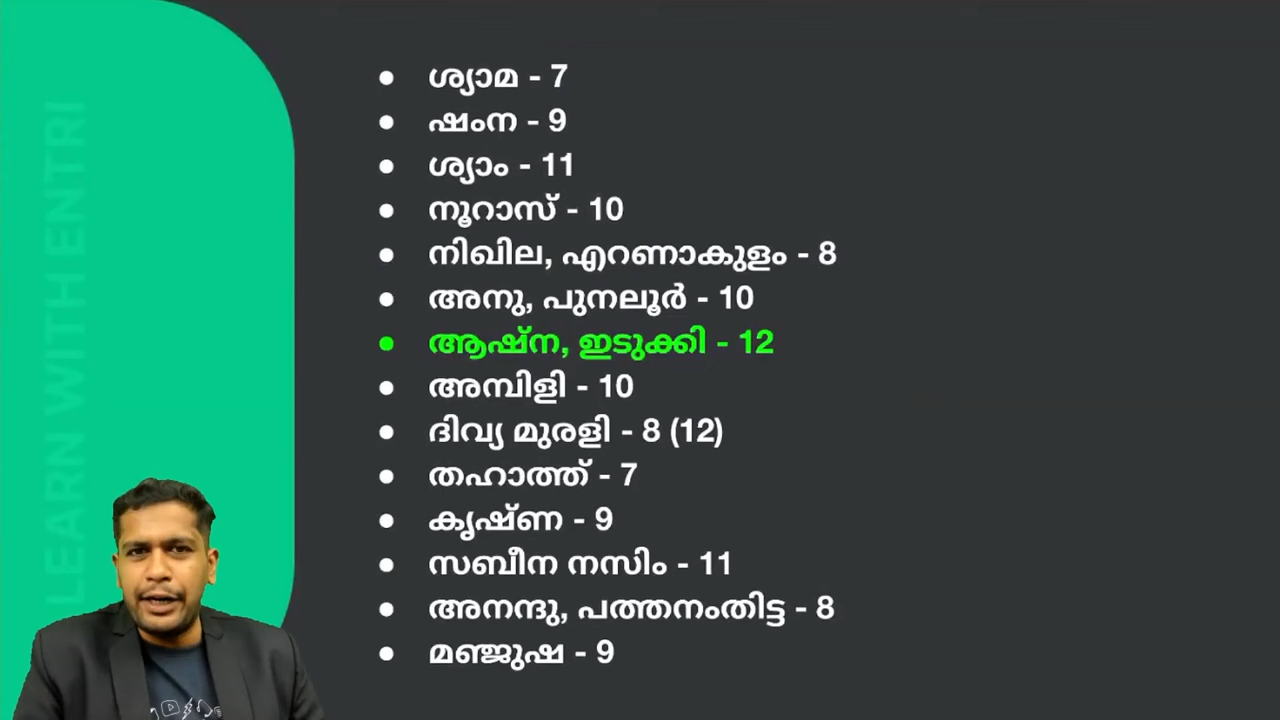 LEARN WITH ENTRI
● ശ്യാമ - 7
● ഷംന - 9
● ശ്യാം - 11
● നൂറാസ് - 10
● നിഖില, എറണാകുളം - 8
● അനു, പുനലൂർ - 10
● ആഷ്ന, ഇടുക്കി - 12
● അമ്പിളി - 10
● ദിവ്യ മുരളി - 8 (12)
● തഹാത്ത് - 7
● കൃഷ്ണ - 9
● സബീന നസിം - 11
● അനന്ദു, പത്തനംതിട്ട - 8
● മഞ്ജുഷ - 9